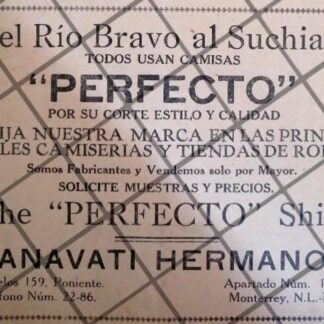 el Río Bravo al Suchia
TODOS USAN CAMISAS
"PERFECTO"
POR SU CORTE ESTILO Y CALIDAD
IJA NUESTRA MARCA EN LAS PRIN
LES CAMISERIAS Y TIENDAS DE RO
Somos Fabricantes y Vendemos solo por Mayor.
SOLICITE MUESTRAS Y PRECIOS.
he "PERFECTO" Shi
ANAVATI HERMANO
los 159, Poniente. Apartado Núm. 1
fono Núm. 22-86. Monterrey, N.L.